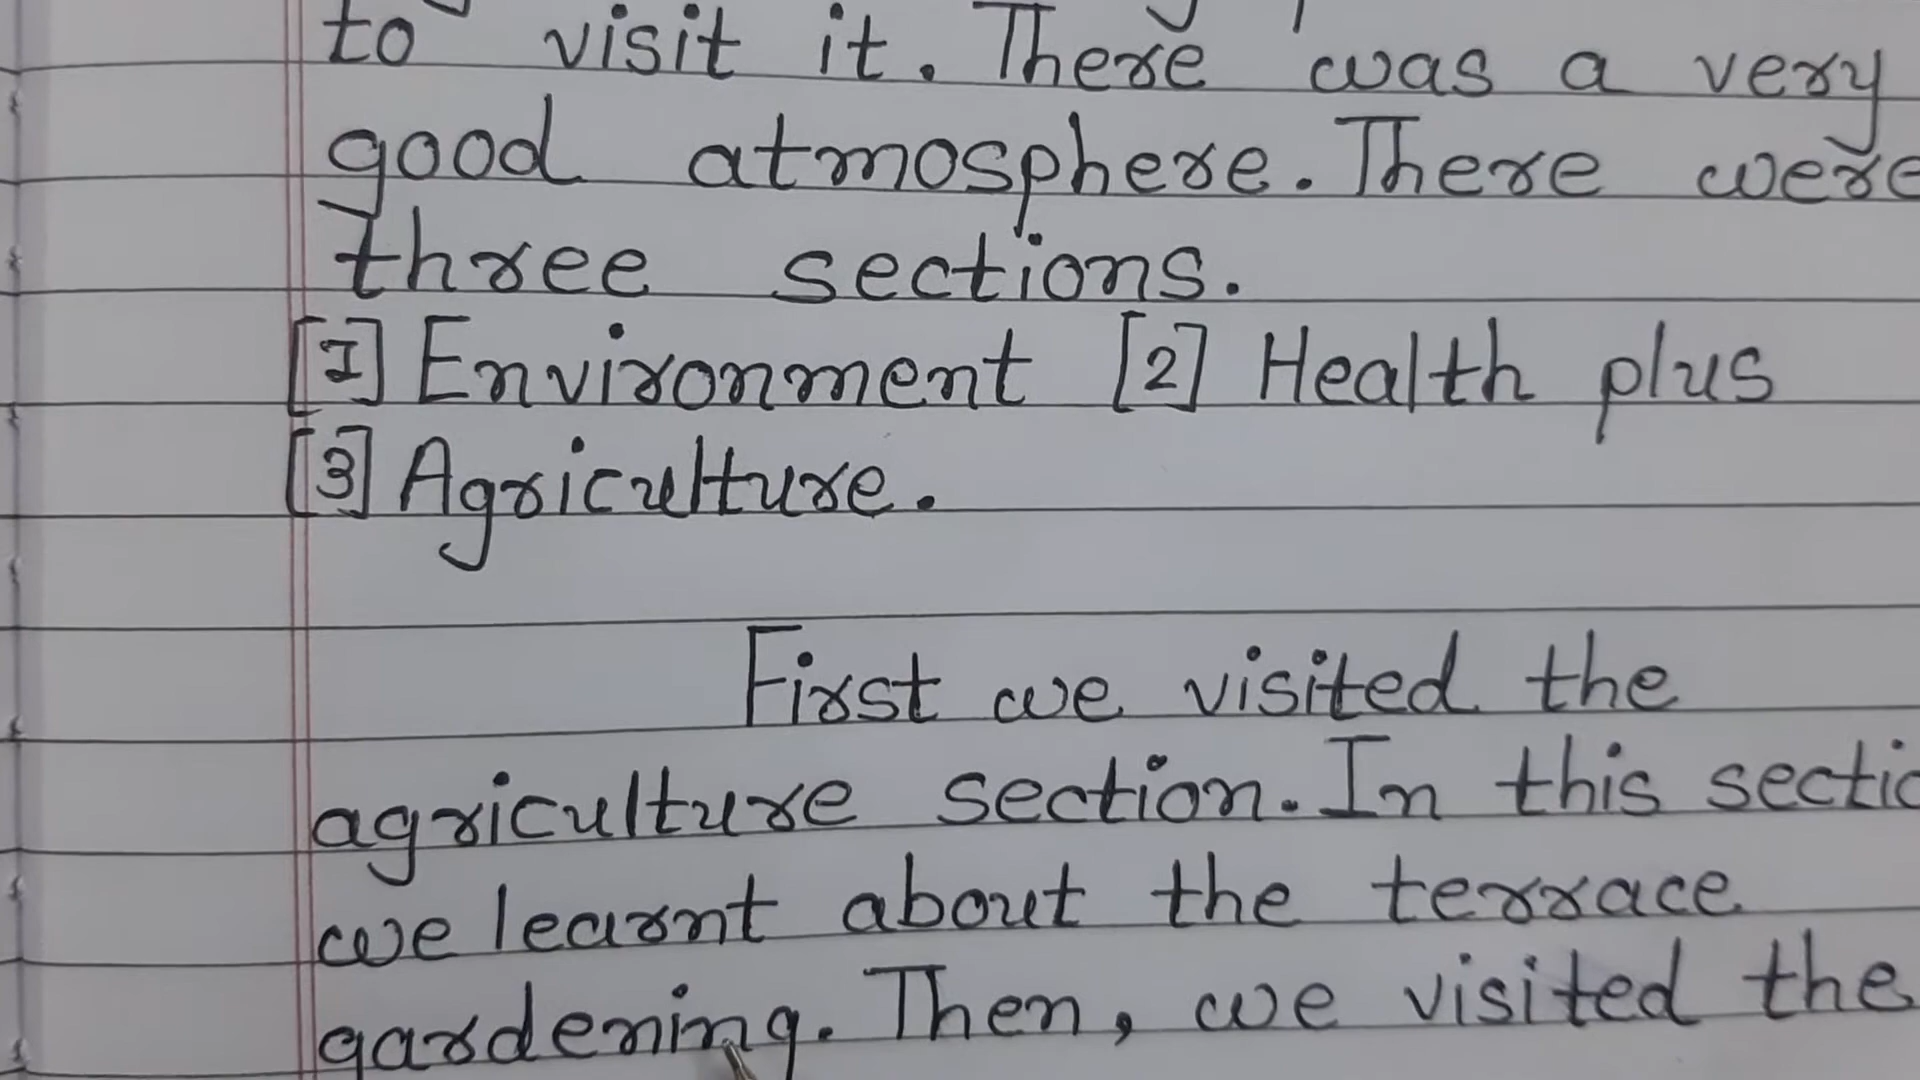 to visit it. There was a very
good atmosphere. There were
three sections.
[1] Environment [2] Health plus
[3] Agriculture.
First we visited the
agriculture section. In this sectio
we learnt about the terrace
gardening. Then, we visited the